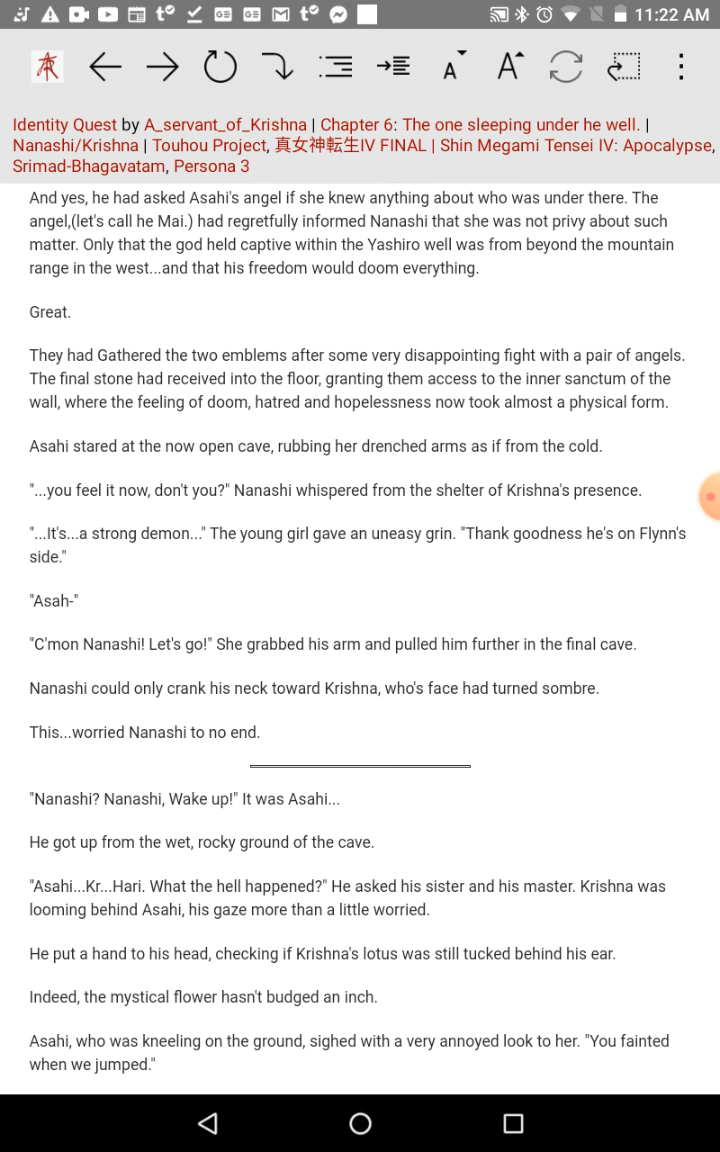 11:22 AM
Identity Quest by A_servant_of_Krishna | Chapter 6: The one sleeping under he well. |
Nanashi/Krishna | Touhou Project, 真女神転生IV FINAL | Shin Megami Tensei IV: Apocalypse,
Srimad-Bhagavatam, Persona 3
And yes, he had asked Asahi's angel if she knew anything about who was under there. The
angel,(let's call he Mai.) had regretfully informed Nanashi that she was not privy about such
matter. Only that the god held captive within the Yashiro well was from beyond the mountain
range in the west...and that his freedom would doom everything.
Great.
They had Gathered the two emblems after some very disappointing fight with a pair of angels.
The final stone had received into the floor, granting them access to the inner sanctum of the
wall, where the feeling of doom, hatred and hopelessness now took almost a physical form.
Asahi stared at the now open cave, rubbing her drenched arms as if from the cold.
"...you feel it now, don't you?" Nanashi whispered from the shelter of Krishna's presence.
"...It's...a strong demon..." The young girl gave an uneasy grin. "Thank goodness he's on Flynn's
side."
"Asah-"
"C'mon Nanashi! Let's go!" She grabbed his arm and pulled him further in the final cave.
Nanashi could only crank his neck toward Krishna, who's face had turned sombre.
This...worried Nanashi to no end.
"Nanashi? Nanashi, Wake up!" It was Asahi...
He got up from the wet, rocky ground of the cave.
"Asahi...Kr...Hari. What the hell happened?" He asked his sister and his master. Krishna was
looming behind Asahi, his gaze more than a little worried.
He put a hand to his head, checking if Krishna's lotus was still tucked behind his ear.
Indeed, the mystical flower hasn't budged an inch.
Asahi, who was kneeling on the ground, sighed with a very annoyed look to her. "You fainted
when we jumped."